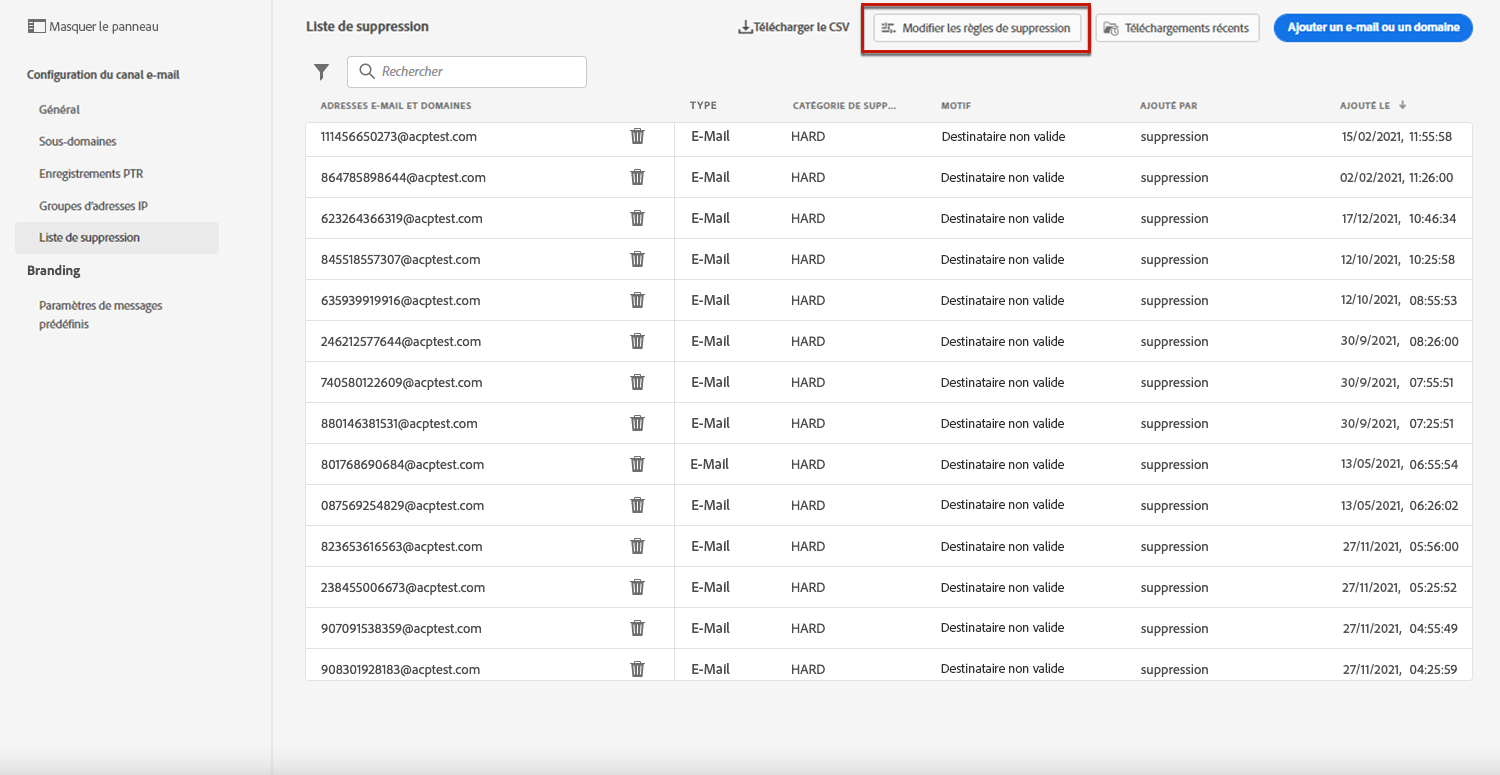 Masquer le panneau
Configuration du canal e-mail
Général
Sous-domaines
Enregistrements PTR
Groupes d'adresses IP
Liste de suppression
Branding
Paramètres de messages
prédéfinis
Liste de suppression
Télécharger le CSV
Modifier les règles de suppression
Téléchargements récents
Ajouter un e-mail ou un domaine
Rechercher
ADRESSES E-MAIL ET DOMAINES TYPE CATÉGORIE DE SUPP... MOTIF AJOUTÉ PAR AJOUTÉ LE
111456650273@acptest.com E-Mail HARD Destinataire non valide suppression 15/02/2021, 11:55:58
864785898644@acptest.com E-Mail HARD Destinataire non valide suppression 02/02/2021, 11:26:00
623264366319@acptest.com E-Mail HARD Destinataire non valide suppression 17/12/2021, 10:46:34
845518557307@acptest.com E-Mail HARD Destinataire non valide suppression 12/10/2021, 10:25:58
635939919916@acptest.com E-Mail HARD Destinataire non valide suppression 12/10/2021, 08:55:53
246212577644@acptest.com E-Mail HARD Destinataire non valide suppression 30/9/2021, 08:26:00
740580122609@acptest.com E-Mail HARD Destinataire non valide suppression 30/9/2021, 07:55:51
880146381531@acptest.com E-Mail HARD Destinataire non valide suppression 30/9/2021, 07:25:51
801768690684@acptest.com E-Mail HARD Destinataire non valide suppression 13/05/2021, 06:55:54
087569254829@acptest.com E-Mail HARD Destinataire non valide suppression 13/05/2021, 06:26:02
823653616563@acptest.com E-Mail HARD Destinataire non valide suppression 27/11/2021, 05:56:00
238455006673@acptest.com E-Mail HARD Destinataire non valide suppression 27/11/2021, 05:25:52
907091538359@acptest.com E-Mail HARD Destinataire non valide suppression 27/11/2021, 04:55:49
908301928183@acptest.com E-Mail HARD Destinataire non valide suppression 27/11/2021, 04:25:59